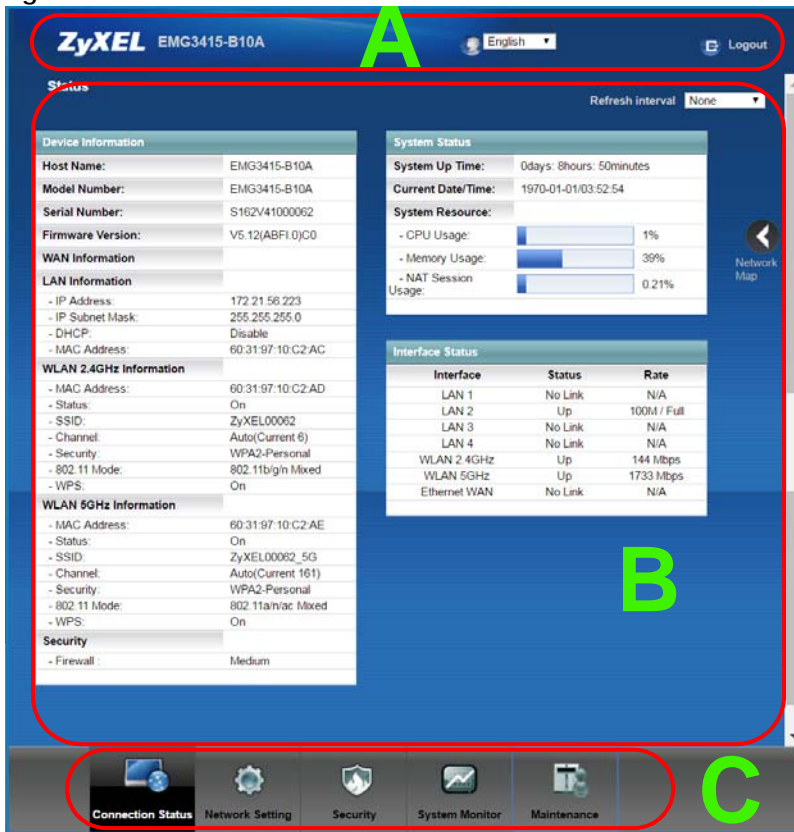 ZyXEL EMG3415-B10A A English Logout
Status
Refresh interval None
Device Information
Host Name: EMG3415-B10A
Model Number: EMG3415-B10A
Serial Number: S162V41000062
Firmware Version: V5.12(ABFI.0)C0
WAN Information
LAN Information
- IP Address: 172.21.56.223
- IP Subnet Mask: 255.255.255.0
- DHCP: Disable
- MAC Address: 60:31:97:10:C2:AC
WLAN 2.4GHz Information
- MAC Address: 60:31:97:10:C2:AD
- Status: On
- SSID: ZyXEL00062
- Channel: Auto(Current 6)
- Security: WPA2-Personal
- 802.11 Mode: 802.11b/g/n Mixed
- WPS: On
WLAN 5GHz Information
- MAC Address: 60:31:97:10:C2:AE
- Status: On
- SSID: ZyXEL00062_5G
- Channel: Auto(Current 161)
- Security: WPA2-Personal
- 802.11 Mode: 802.11a/n/ac Mixed
- WPS: On
Security
- Firewall : Medium
System Status
System Up Time: 0days: 8hours: 50minutes
Current Date/Time: 1970-01-01/03:52:54
System Resource:
- CPU Usage: 1%
- Memory Usage: 39%
- NAT Session
Usage: 0.21%
Interface Status
Interface Status Rate
LAN 1 No Link N/A
LAN 2 Up 100M / Full
LAN 3 No Link N/A
LAN 4 No Link N/A
WLAN 2.4GHz Up 144 Mbps
WLAN 5GHz Up 1733 Mbps
Ethernet WAN No Link N/A
Network
Map
B
Connection Status Network Setting Security System Monitor Maintenance
C